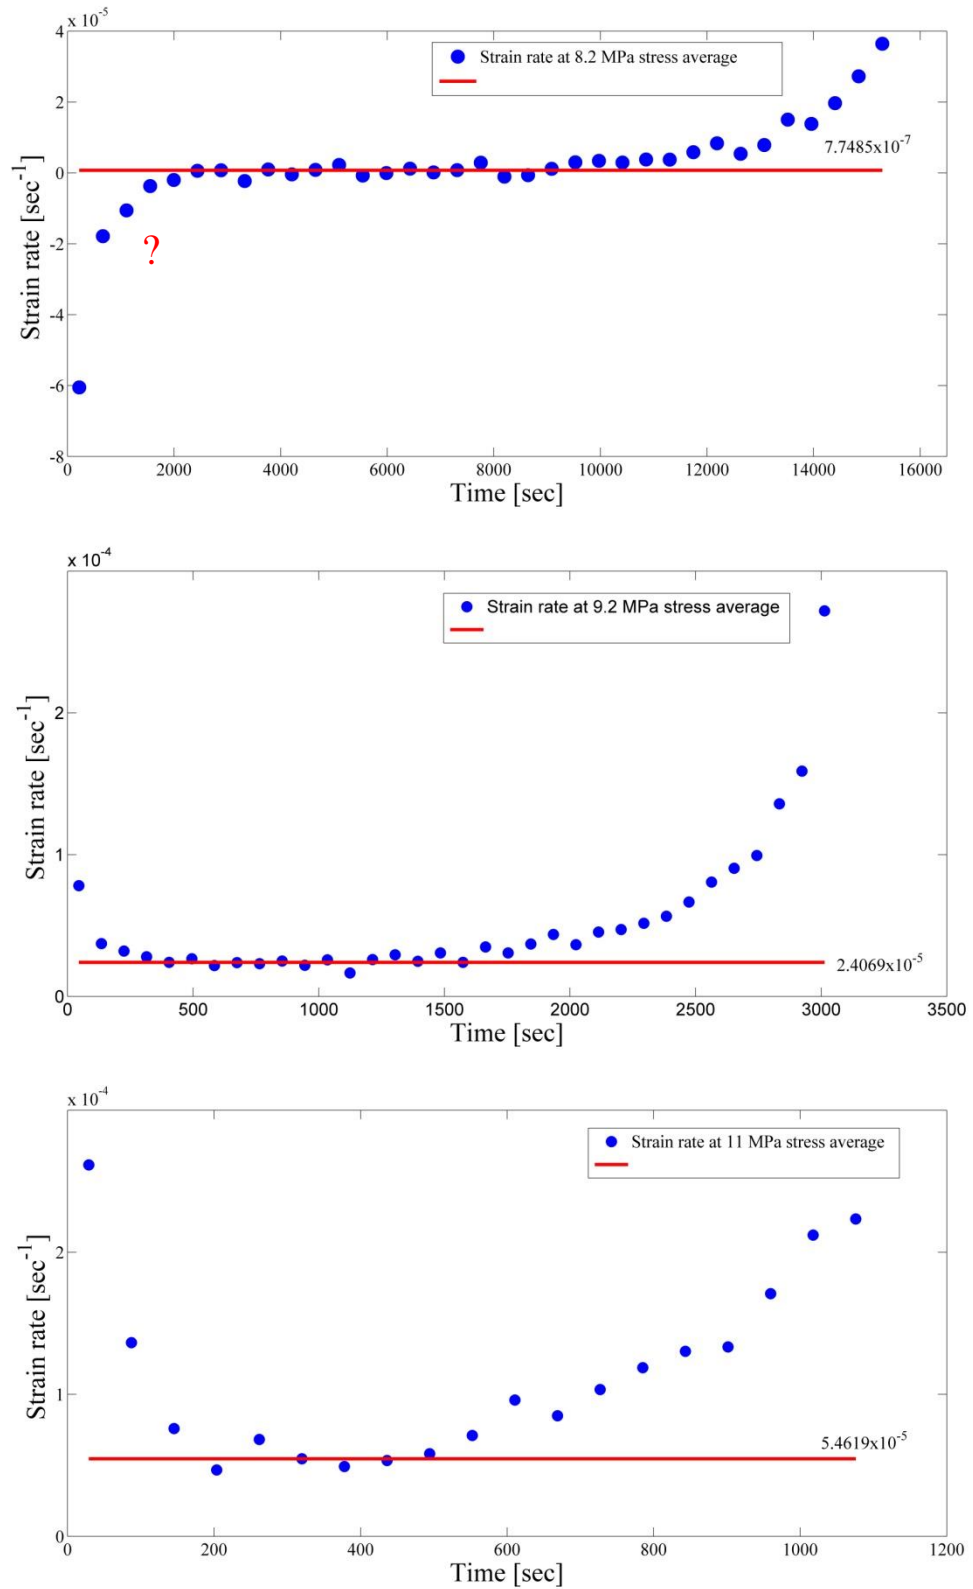 x 10-5
4
2
0
-2
-4
-6
-8
Strain rate [sec-1]
Strain rate at 8.2 MPa stress average
7.7485x10-7
?
0 2000 4000 6000 8000 10000 12000 14000 16000
Time [sec]
x 10-4
2
1
0
Strain rate [sec-1]
Strain rate at 9.2 MPa stress average
2.4069x10-5
0 500 1000 1500 2000 2500 3000 3500
Time [sec]
x 10-4
2
1
0
Strain rate [sec-1]
Strain rate at 11 MPa stress average
5.4619x10-5
0 200 400 600 800 1000 1200
Time [sec]